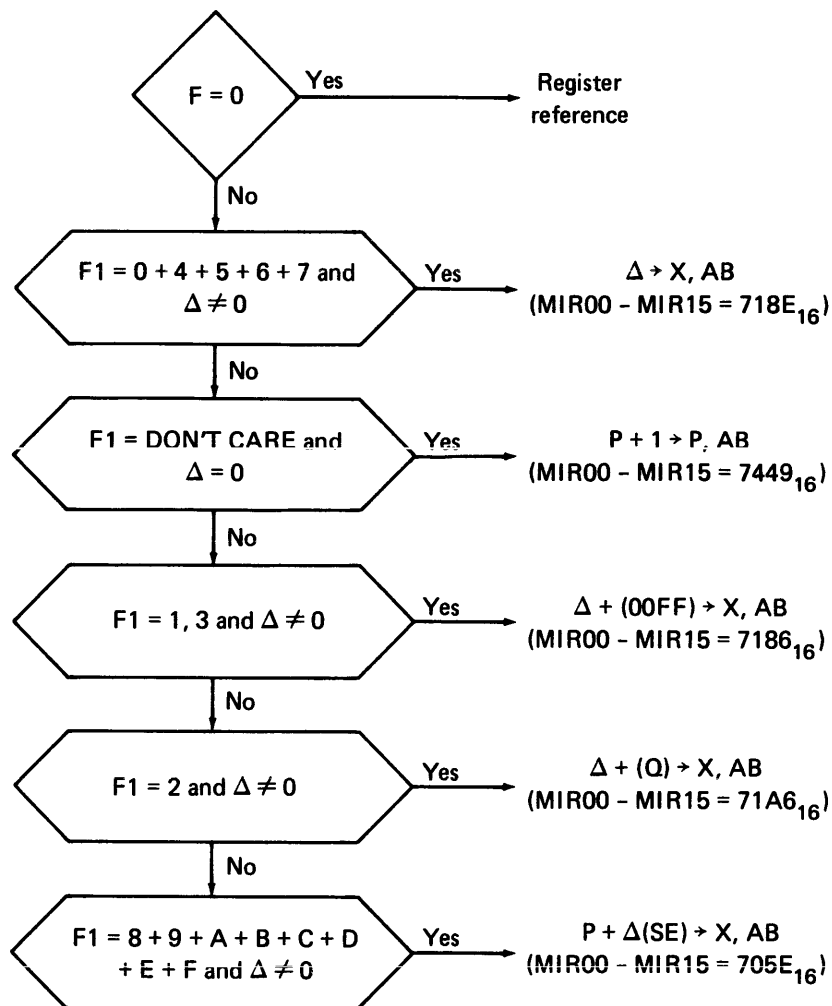 F = 0
Yes
Register
reference
No
F1 = 0 + 4 + 5 + 6 + 7 and
Δ ≠ 0
Yes
Δ → X, AB
(MIR00 – MIR15 = 718E₁₆)
No
F1 = DON'T CARE and
Δ = 0
Yes
P + 1 → P, AB
(MIR00 – MIR15 = 7449₁₆)
No
F1 = 1, 3 and Δ ≠ 0
Yes
Δ + (00FF) → X, AB
(MIR00 – MIR15 = 7186₁₆)
No
F1 = 2 and Δ ≠ 0
Yes
Δ + (Q) → X, AB
(MIR00 – MIR15 = 71A6₁₆)
No
F1 = 8 + 9 + A + B + C + D
+ E + F and Δ ≠ 0
Yes
P + Δ(SE) → X, AB
(MIR00 – MIR15 = 705E₁₆)